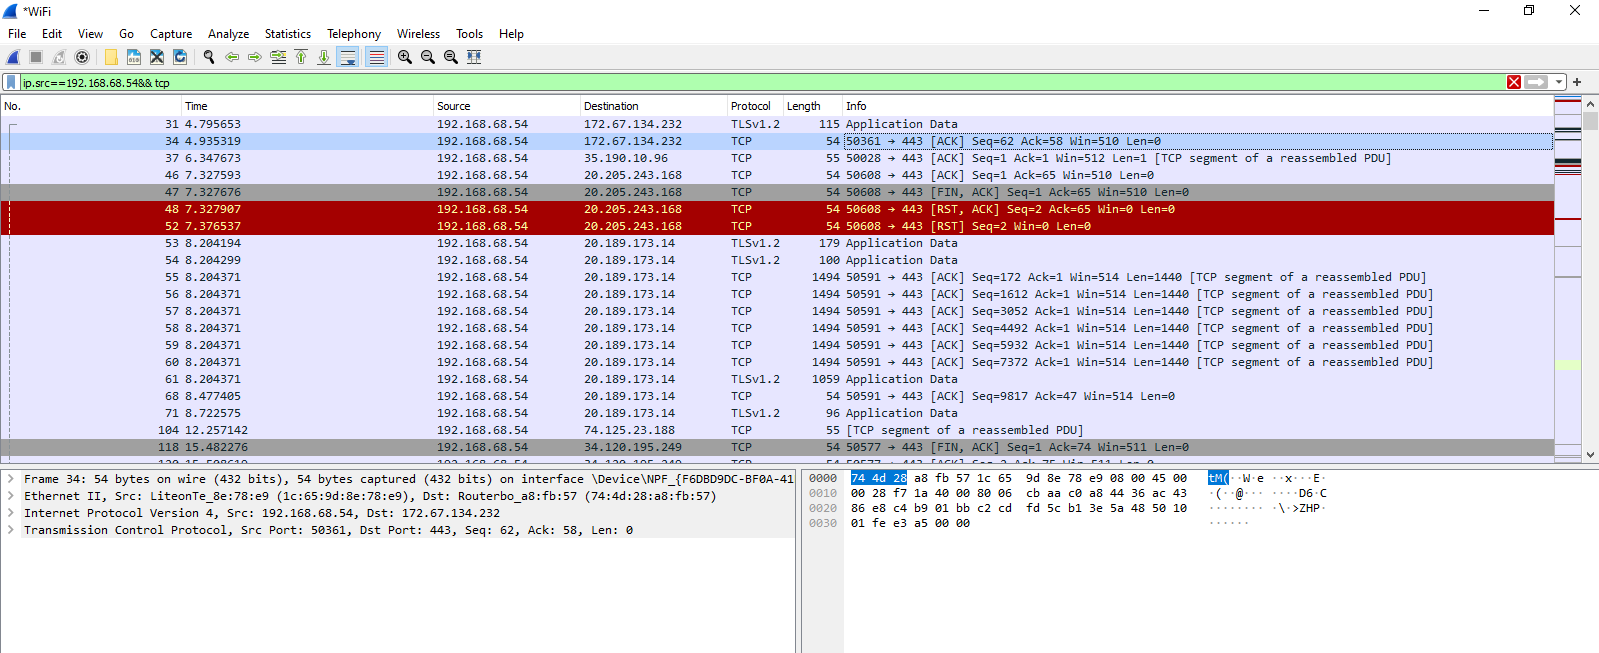 *WiFi
File Edit View Go Capture Analyze Statistics Telephony Wireless Tools Help
ip.src==192.168.68.54&& tcp
No. Time Source Destination Protocol Length Info
31 4.795653 192.168.68.54 172.67.134.232 TLSv1.2 115 Application Data
34 4.935319 192.168.68.54 172.67.134.232 TCP 54 50361 → 443 [ACK] Seq=62 Ack=58 Win=510 Len=0
37 6.347673 192.168.68.54 35.190.10.96 TCP 55 50028 → 443 [ACK] Seq=1 Ack=1 Win=512 Len=1 [TCP segment of a reassembled PDU]
46 7.327593 192.168.68.54 20.205.243.168 TCP 54 50608 → 443 [ACK] Seq=1 Ack=65 Win=510 Len=0
47 7.327676 192.168.68.54 20.205.243.168 TCP 54 50608 → 443 [FIN, ACK] Seq=1 Ack=65 Win=510 Len=0
48 7.327907 192.168.68.54 20.205.243.168 TCP 54 50608 → 443 [RST, ACK] Seq=2 Ack=65 Win=0 Len=0
52 7.376537 192.168.68.54 20.205.243.168 TCP 54 50608 → 443 [RST] Seq=2 Win=0 Len=0
53 8.204194 192.168.68.54 20.189.173.14 TLSv1.2 179 Application Data
54 8.204299 192.168.68.54 20.189.173.14 TLSv1.2 100 Application Data
55 8.204371 192.168.68.54 20.189.173.14 TCP 1494 50591 → 443 [ACK] Seq=172 Ack=1 Win=514 Len=1440 [TCP segment of a reassembled PDU]
56 8.204371 192.168.68.54 20.189.173.14 TCP 1494 50591 → 443 [ACK] Seq=1612 Ack=1 Win=514 Len=1440 [TCP segment of a reassembled PDU]
57 8.204371 192.168.68.54 20.189.173.14 TCP 1494 50591 → 443 [ACK] Seq=3052 Ack=1 Win=514 Len=1440 [TCP segment of a reassembled PDU]
58 8.204371 192.168.68.54 20.189.173.14 TCP 1494 50591 → 443 [ACK] Seq=4492 Ack=1 Win=514 Len=1440 [TCP segment of a reassembled PDU]
59 8.204371 192.168.68.54 20.189.173.14 TCP 1494 50591 → 443 [ACK] Seq=5932 Ack=1 Win=514 Len=1440 [TCP segment of a reassembled PDU]
60 8.204371 192.168.68.54 20.189.173.14 TCP 1494 50591 → 443 [ACK] Seq=7372 Ack=1 Win=514 Len=1440 [TCP segment of a reassembled PDU]
61 8.204371 192.168.68.54 20.189.173.14 TLSv1.2 1059 Application Data
68 8.477405 192.168.68.54 20.189.173.14 TCP 54 50591 → 443 [ACK] Seq=9817 Ack=47 Win=514 Len=0
71 8.722575 192.168.68.54 20.189.173.14 TLSv1.2 96 Application Data
104 12.257142 192.168.68.54 74.125.23.188 TCP 55 [TCP segment of a reassembled PDU]
118 15.482276 192.168.68.54 34.120.195.249 TCP 54 50577 → 443 [FIN, ACK] Seq=1 Ack=74 Win=511 Len=0
Frame 34: 54 bytes on wire (432 bits), 54 bytes captured (432 bits) on interface \Device\NPF_{F6DBD9DC-BF0A-41
Ethernet II, Src: LiteonTe_8e:78:e9 (1c:65:9d:8e:78:e9), Dst: Routerbo_a8:fb:57 (74:4d:28:a8:fb:57)
Internet Protocol Version 4, Src: 192.168.68.54, Dst: 172.67.134.232
Transmission Control Protocol, Src Port: 50361, Dst Port: 443, Seq: 62, Ack: 58, Len: 0
0000 74 4d 28 a8 fb 57 1c 65 9d 8e 78 e9 08 00 45 00 tM(··W·e ··x···E·
0010 00 28 f7 1a 40 00 80 06 cb aa c0 a8 44 36 ac 43 ·(··@··· ····D6·C
0020 86 e8 c4 b9 01 bb c2 cd fd 5c b1 3e 5a 48 50 10 ········ ·\·>ZHP·
0030 01 fe e3 a5 00 00 ······